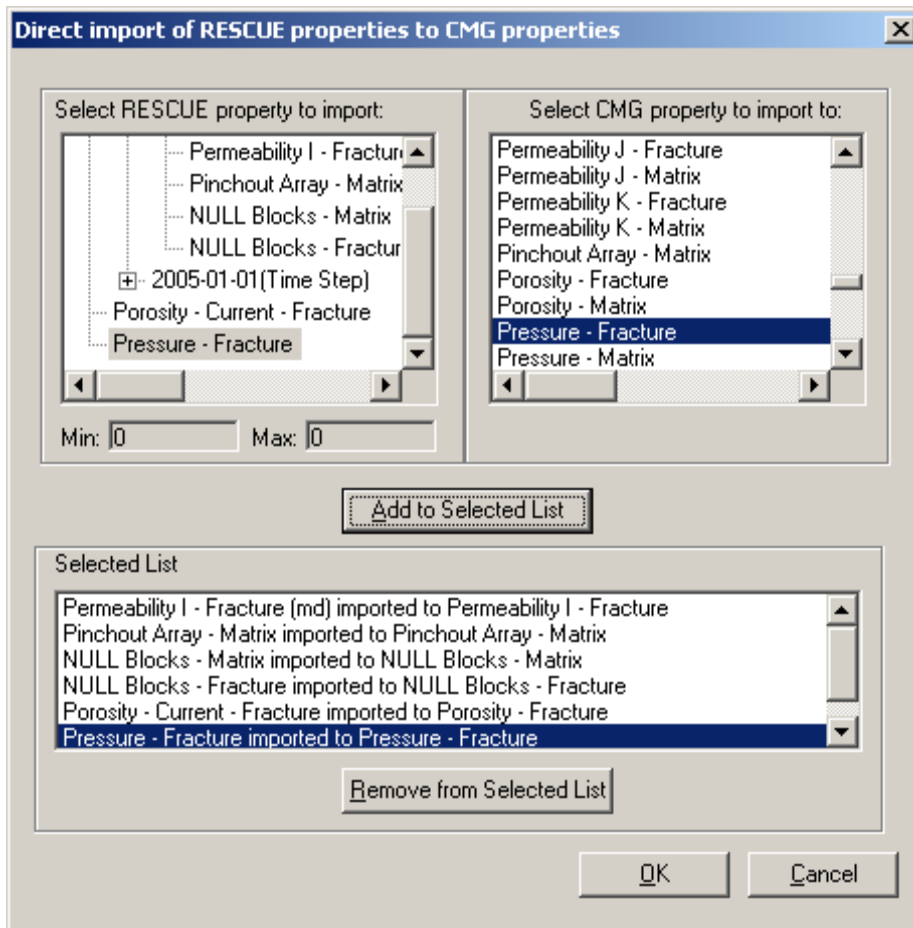 Direct import of RESCUE properties to CMG properties
Select RESCUE property to import:
Permeability I - Fracture
Pinchout Array - Matrix
NULL Blocks - Matrix
NULL Blocks - Fractur
2005-01-01(Time Step)
Porosity - Current - Fracture
Pressure - Fracture
Min: 0 Max: 0
Select CMG property to import to:
Permeability J - Fracture
Permeability J - Matrix
Permeability K - Fracture
Permeability K - Matrix
Pinchout Array - Matrix
Porosity - Fracture
Porosity - Matrix
Pressure - Fracture
Pressure - Matrix
Add to Selected List
Selected List
Permeability I - Fracture (md) imported to Permeability I - Fracture
Pinchout Array - Matrix imported to Pinchout Array - Matrix
NULL Blocks - Matrix imported to NULL Blocks - Matrix
NULL Blocks - Fracture imported to NULL Blocks - Fracture
Porosity - Current - Fracture imported to Porosity - Fracture
Pressure - Fracture imported to Pressure - Fracture
Remove from Selected List
OK
Cancel